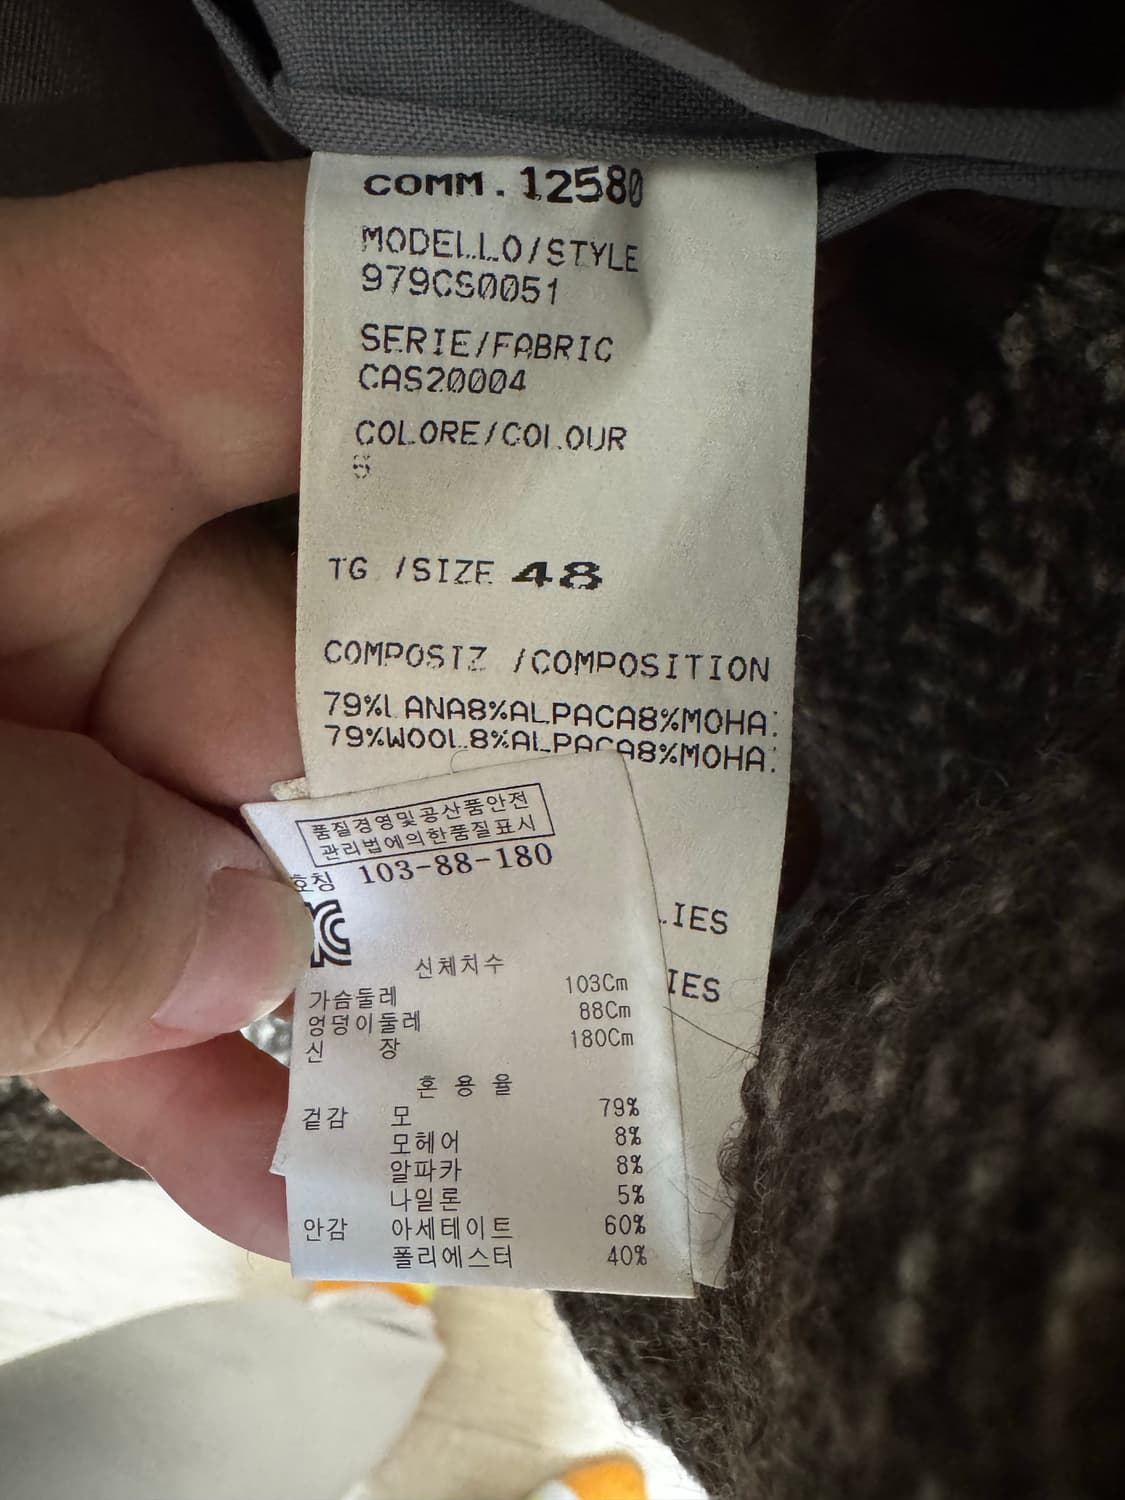 COMM.12580
MODELLO/STYLE
979CS0051
SERIE/FABRIC
CAS20004
COLORE/COLOUR
TG /SIZE 48
COMPOSIZ /COMPOSITION
79%LANA8%ALPACA8%MOHA
79%WOOL8%ALPACA8%MOHA
품질경영및공산품안전
관리법에의한품질표시
호칭 103-88-180
LIES
IES
신체치수
가슴둘레 103Cm
엉덩이둘레 88Cm
신 장 180Cm
혼 용 율
겉감 모 79%
모헤어 8%
알파카 8%
나일론 5%
안감 아세테이트 60%
폴리에스터 40%